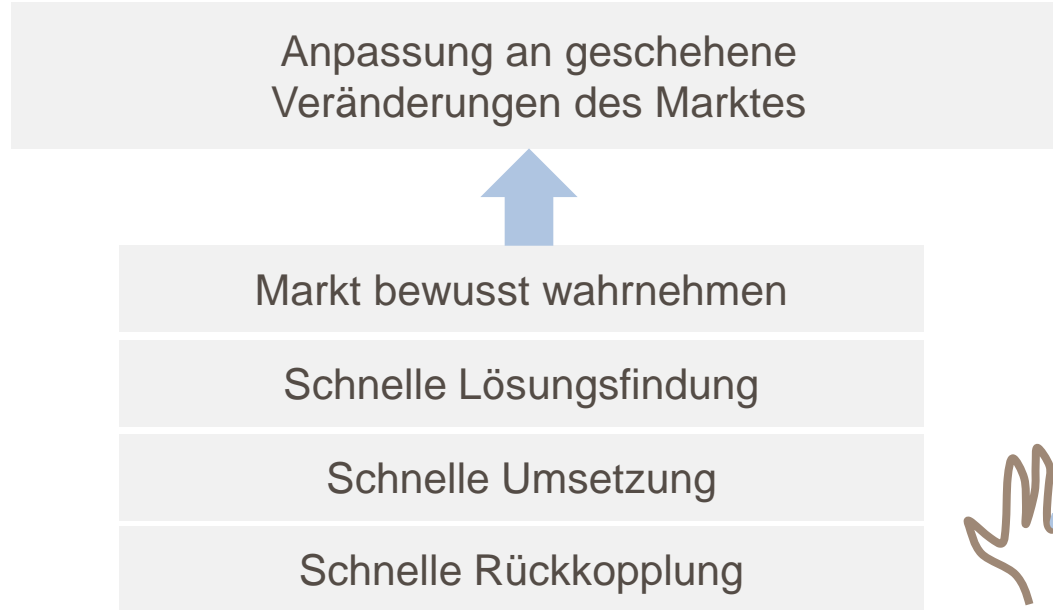 Anpassung an geschehene
Veränderungen des Marktes
Markt bewusst wahrnehmen
Schnelle Lösungsfindung
Schnelle Umsetzung
Schnelle Rückkopplung